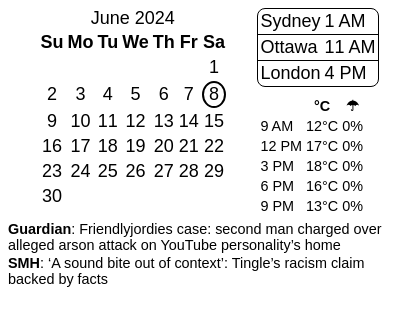 June 2024
Su Mo Tu We Th Fr Sa
1
2 3 4 5 6 7 8
9 10 11 12 13 14 15
16 17 18 19 20 21 22
23 24 25 26 27 28 29
30
Sydney 1 AM
Ottawa 11 AM
London 4 PM
°C ☂
9 AM 12°C 0%
12 PM 17°C 0%
3 PM 18°C 0%
6 PM 16°C 0%
9 PM 13°C 0%
Guardian: Friendlyjordies case: second man charged over
alleged arson attack on YouTube personality’s home
SMH: ‘A sound bite out of context’: Tingle’s racism claim
backed by facts